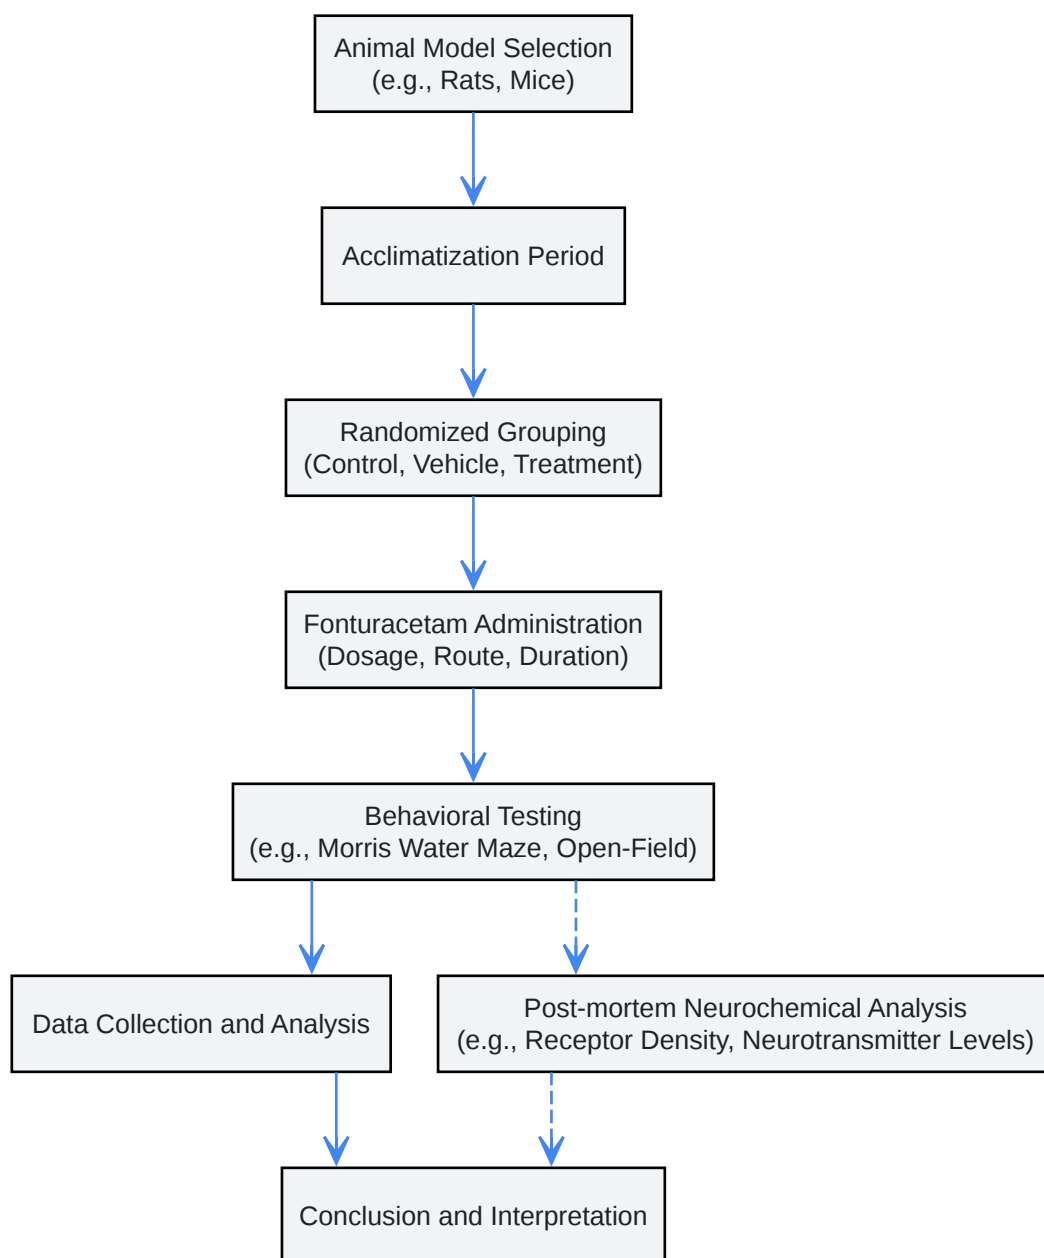 Animal Model Selection
(e.g., Rats, Mice)
Acclimatization Period
Randomized Grouping
(Control, Vehicle, Treatment)
Fonturacetam Administration
(Dosage, Route, Duration)
Behavioral Testing
(e.g., Morris Water Maze, Open-Field)
Data Collection and Analysis
Post-mortem Neurochemical Analysis
(e.g., Receptor Density, Neurotransmitter Levels)
Conclusion and Interpretation